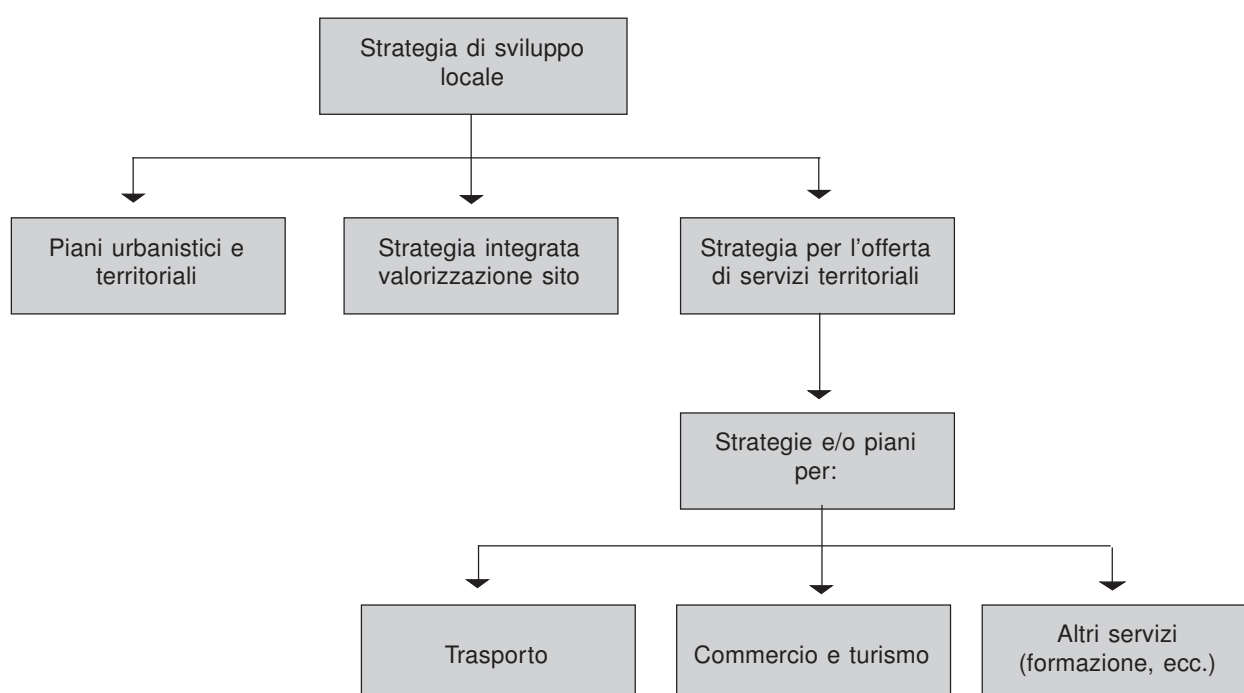 Strategia di sviluppo
locale
Piani urbanistici e
territoriali
Strategia integrata
valorizzazione sito
Strategia per l'offerta
di servizi territoriali
Strategie e/o piani
per:
Trasporto
Commercio e turismo
Altri servizi
(formazione, ecc.)